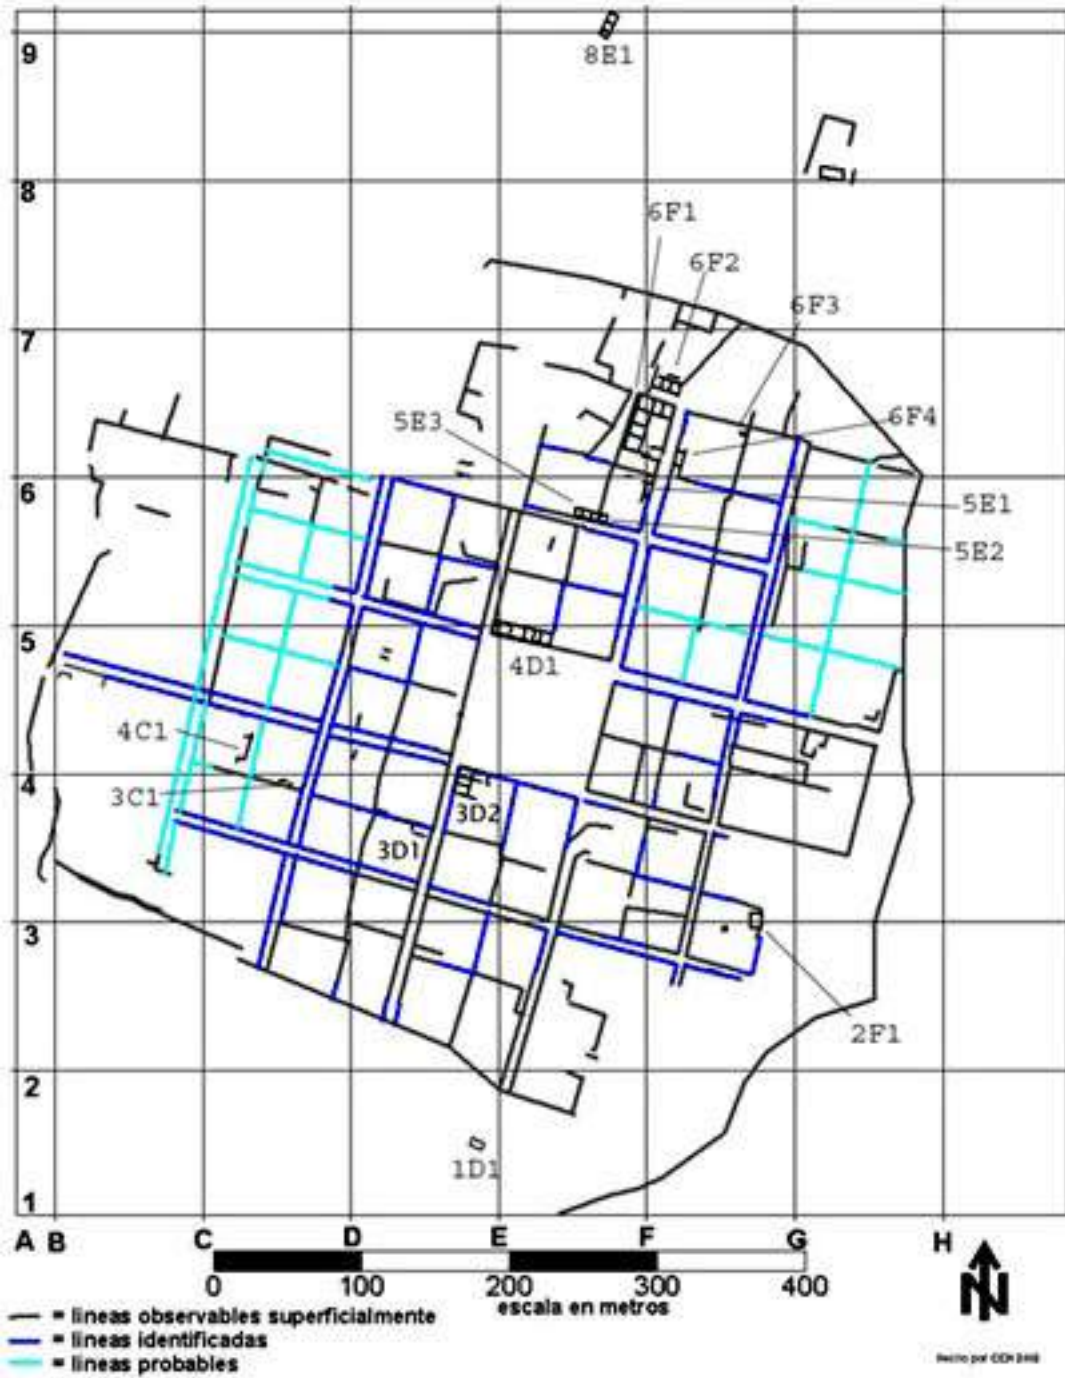 9
8E1
8
6F1
6F2
6F3
7
5E3
6F4
6
5E1
5E2
5
4D1
4C1
4
3C1
3D2
3D1
3
2F1
2
1D1
1
A B C D E F G H
0 100 200 300 400
escala en metros
N
= lineas observables superficialmente
= lineas identificadas
= lineas probables